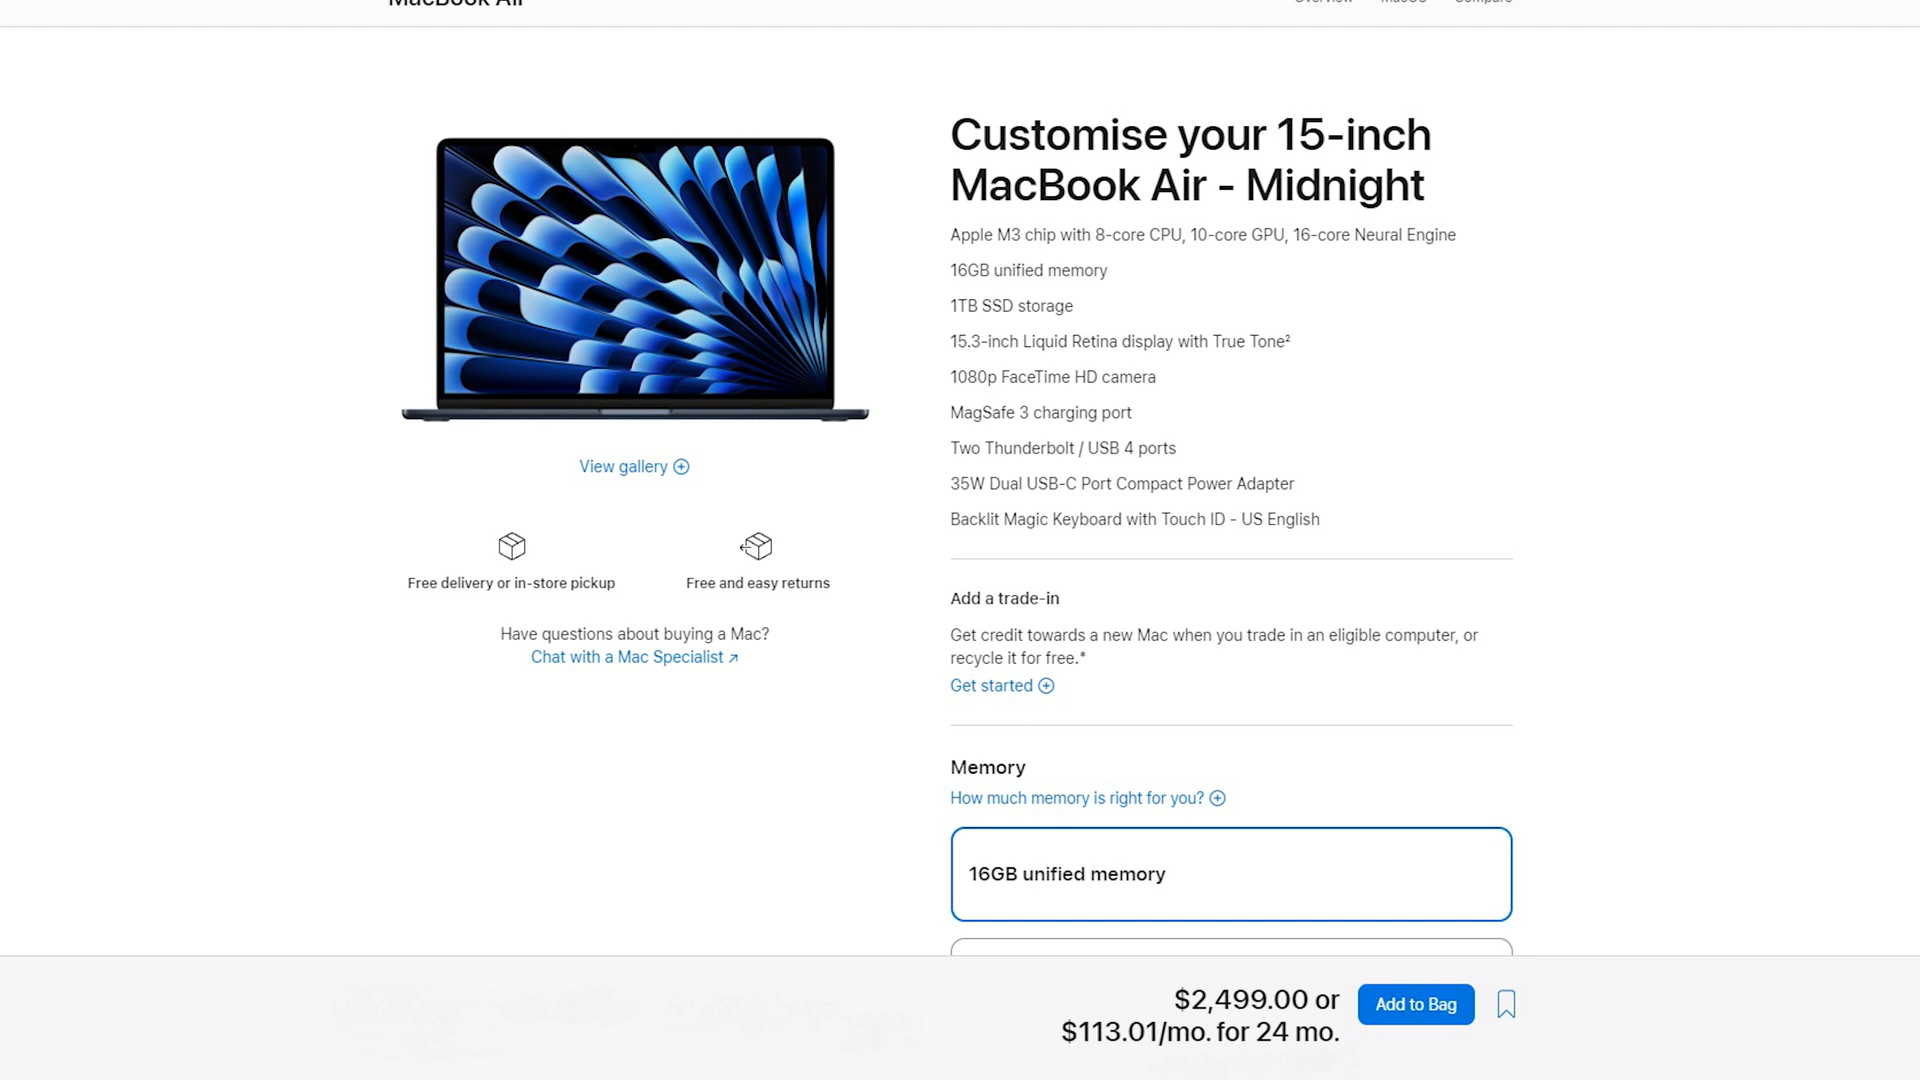 MacBook Air
Overview
macOS
Compare
Customise your 15-inch
MacBook Air - Midnight
Apple M3 chip with 8-core CPU, 10-core GPU, 16-core Neural Engine
16GB unified memory
1TB SSD storage
15.3-inch Liquid Retina display with True Tone²
1080p FaceTime HD camera
MagSafe 3 charging port
Two Thunderbolt / USB 4 ports
35W Dual USB-C Port Compact Power Adapter
Backlit Magic Keyboard with Touch ID - US English
View gallery
Free delivery or in-store pickup
Free and easy returns
Have questions about buying a Mac?
Chat with a Mac Specialist ↗
Add a trade-in
Get credit towards a new Mac when you trade in an eligible computer, or
recycle it for free.*
Get started
Memory
How much memory is right for you?
16GB unified memory
$2,499.00 or
$113.01/mo. for 24 mo.
Add to Bag